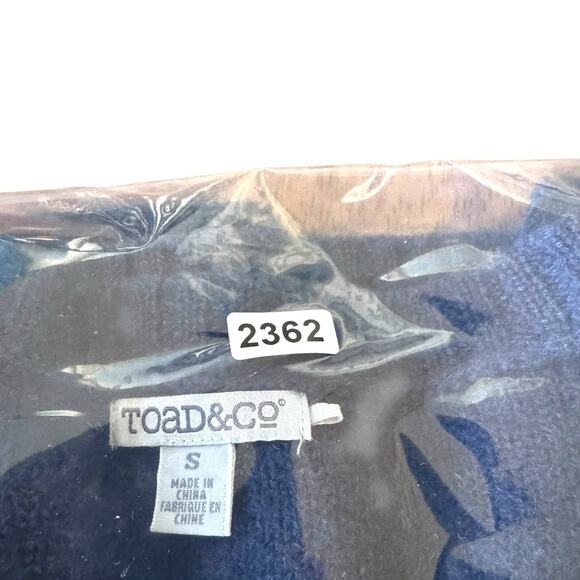 2362
TOAD&CO®
S
MADE IN
CHINA
FABRIQUE EN
CHINE